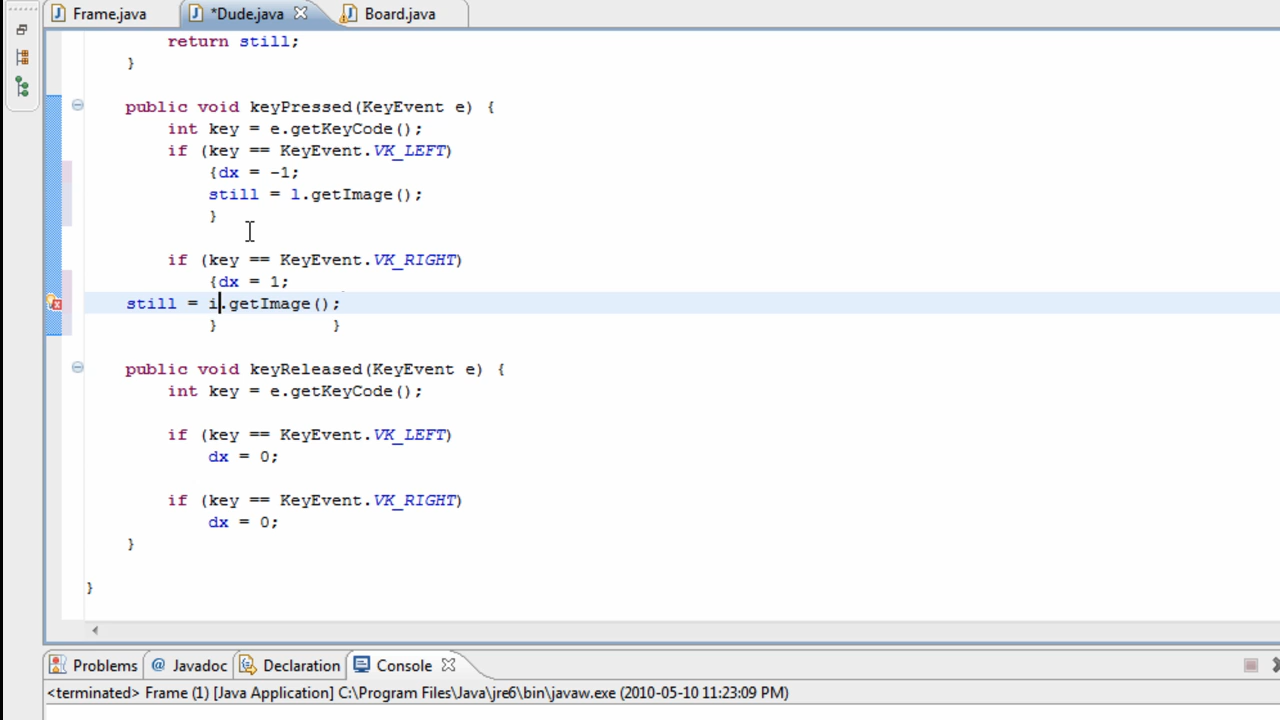 Frame.java *Dude.java Board.java
return still;
}
public void keyPressed(KeyEvent e) {
int key = e.getKeyCode();
if (key == KeyEvent.VK_LEFT)
{dx = -1;
still = l.getImage();
}
if (key == KeyEvent.VK_RIGHT)
{dx = 1;
still = i.getImage();
} }
public void keyReleased(KeyEvent e) {
int key = e.getKeyCode();
if (key == KeyEvent.VK_LEFT)
dx = 0;
if (key == KeyEvent.VK_RIGHT)
dx = 0;
}
}
Problems @ Javadoc Declaration Console
<terminated> Frame (1) [Java Application] C:\Program Files\Java\jre6\bin\javaw.exe (2010-05-10 11:23:09 PM)